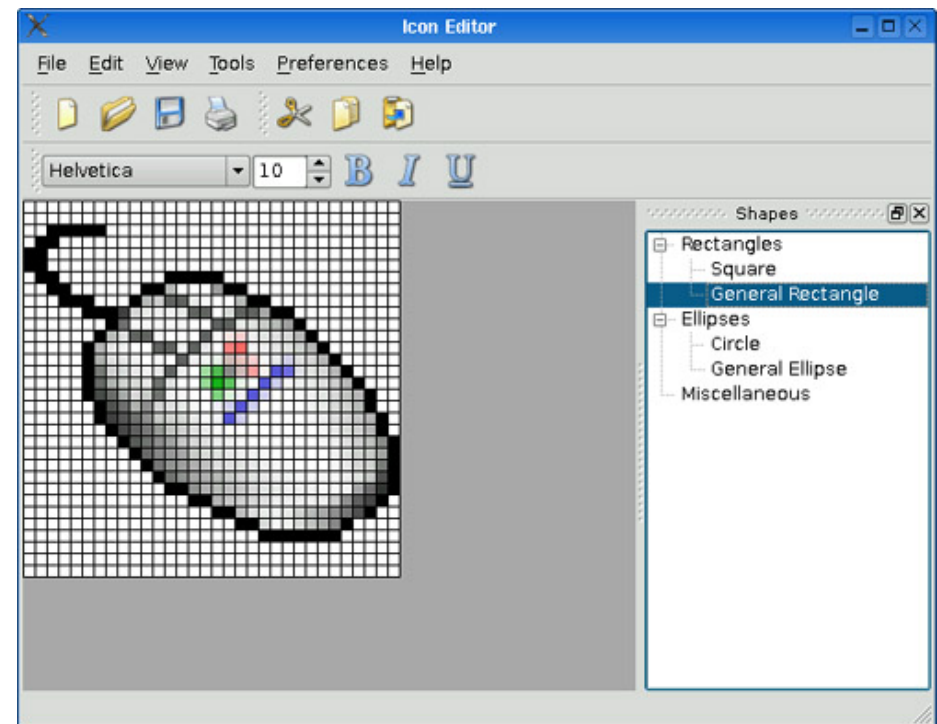 Icon Editor
File Edit View Tools Preferences Help
Helvetica 10 B I U
Shapes
Rectangles
Square
General Rectangle
Ellipses
Circle
General Ellipse
Miscellaneous